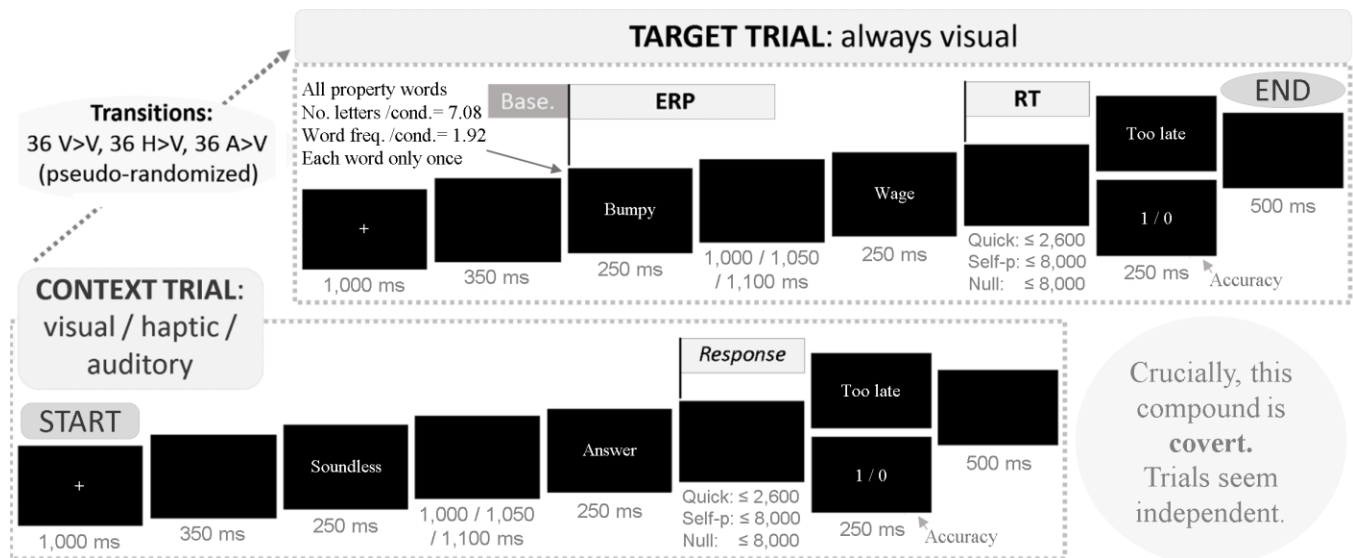 TARGET TRIAL: always visual
Transitions:
36 V>V, 36 H>V, 36 A>V
(pseudo-randomized)
All property words
No. letters /cond.= 7.08
Word freq. /cond.= 1.92
Each word only once
Base.
ERP
RT
END
+
1,000 ms
350 ms
Bumpy
250 ms
1,000 / 1,050
/ 1,100 ms
Wage
250 ms
Quick: ≤ 2,600
Self-p: ≤ 8,000
Null: ≤ 8,000
Too late
1 / 0
250 ms
Accuracy
500 ms
CONTEXT TRIAL:
visual / haptic /
auditory
START
+
1,000 ms
350 ms
Soundless
250 ms
1,000 / 1,050
/ 1,100 ms
Answer
250 ms
Response
Quick: ≤ 2,600
Self-p: ≤ 8,000
Null: ≤ 8,000
Too late
1 / 0
250 ms
Accuracy
500 ms
Crucially, this
compound is
covert.
Trials seem
independent.